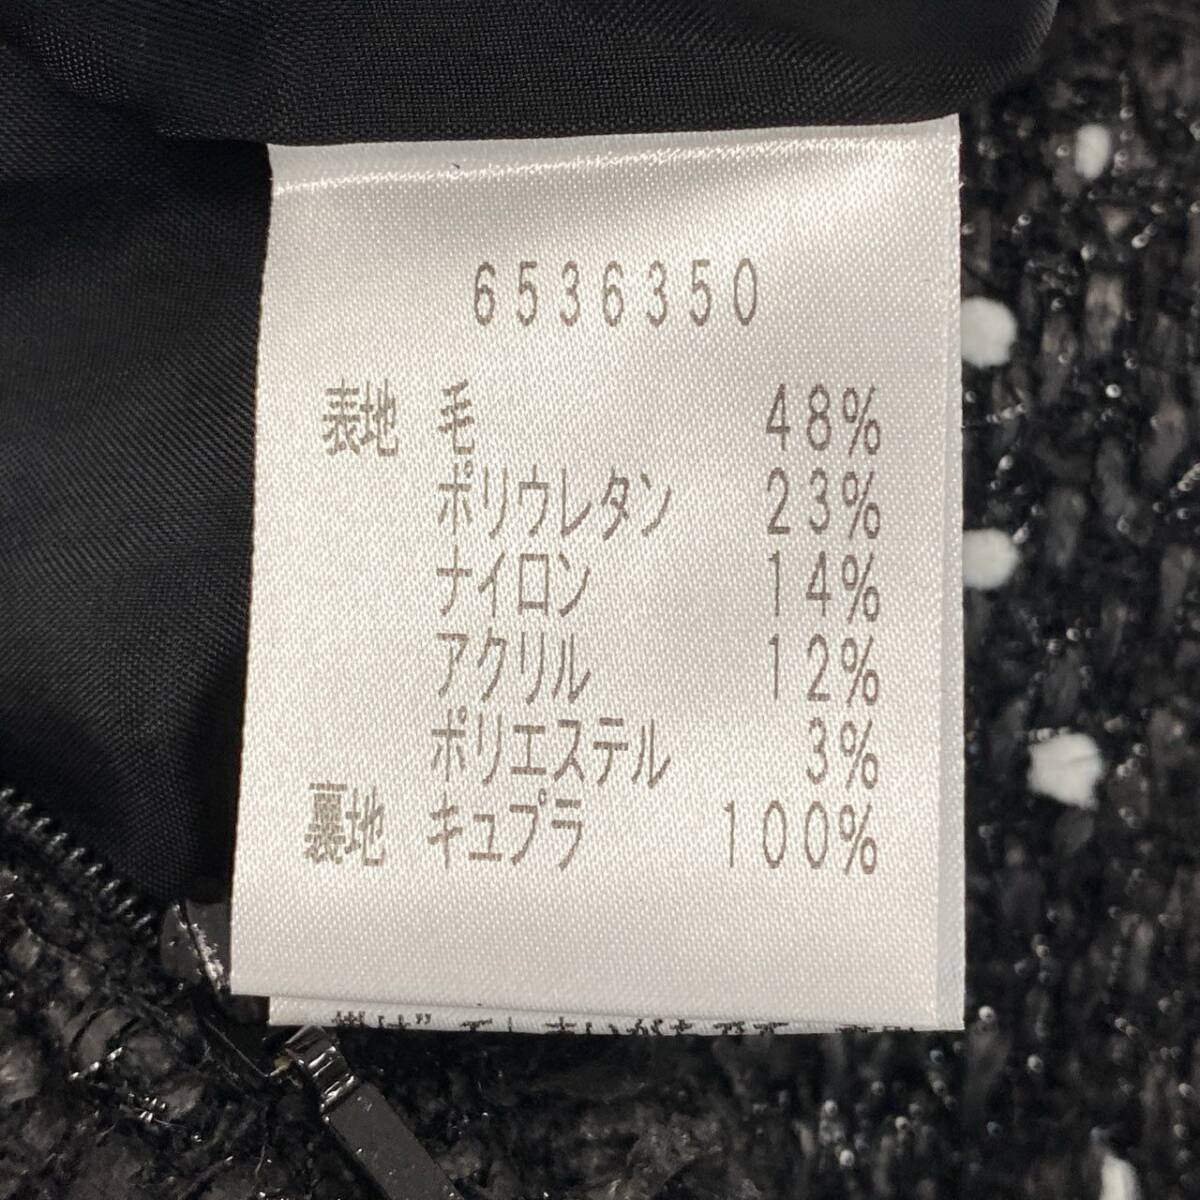 6536350
表地 毛 48%
ポリウレタン 23%
ナイロン 14%
アクリル 12%
ポリエステル 3%
裏地 キュプラ 100%